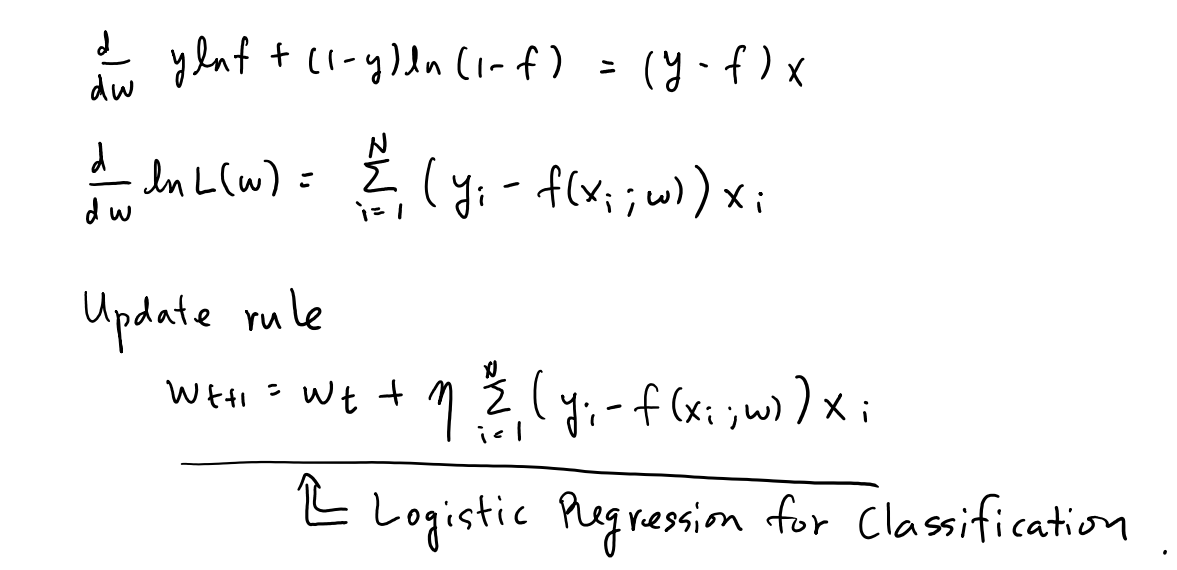 d/dw y ln f + (1-y) ln (1-f) = (y - f) x
d/dw ln L(w) = Σ_{i=1}^{N} (y_i - f(x_i; w)) x_i
Update rule
w_{t+1} = w_t + η Σ_{i=1}^{N} (y_i - f(x_i; w)) x_i
Logistic Regression for Classification.